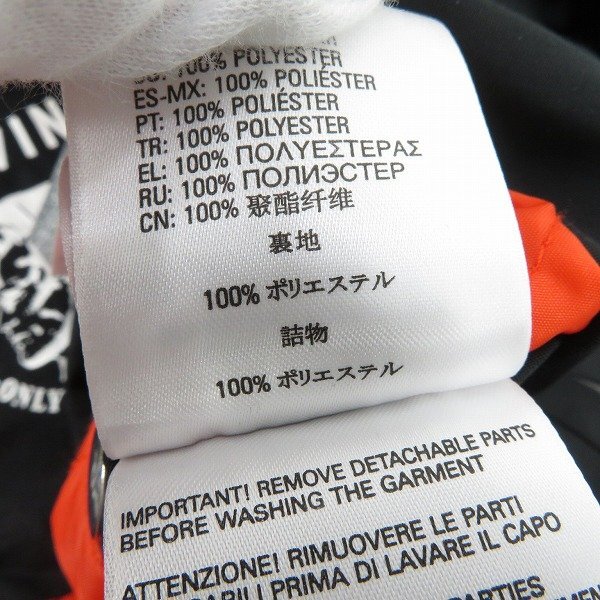 100% POLYESTER
ES-MX: 100% POLIÉSTER
PT: 100% POLIÉSTER
TR: 100% POLYESTER
EL: 100% ΠΟΛΥΕΣΤΕΡΑΣ
RU: 100% ПОЛИЭСТЕР
CN: 100% 聚酯纤维
裏地
100% ポリエステル
詰物
100% ポリエステル
IMPORTANT! REMOVE DETACHABLE PARTS
BEFORE WASHING THE GARMENT
ATTENZIONE! RIMUOVERE LE PARTI
PRIMA DI LAVARE IL CAPO
PARTIES
VIN
ONLY